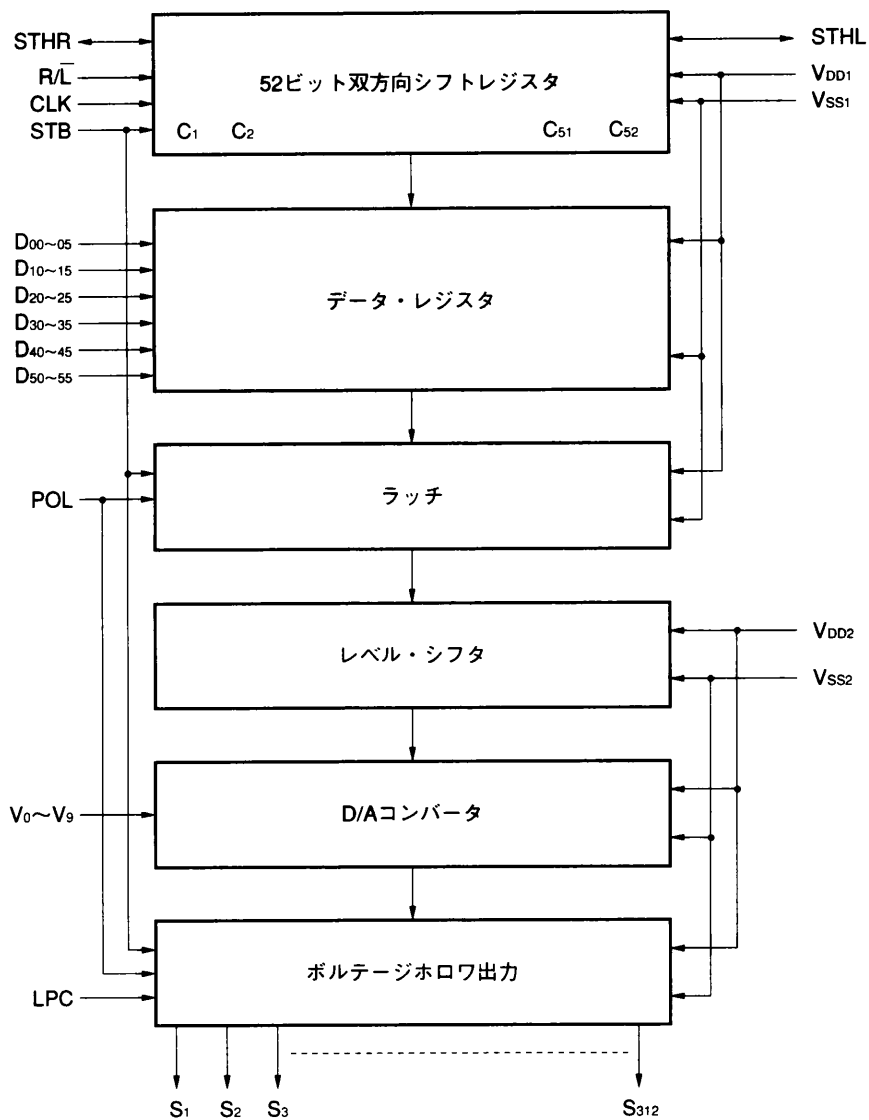 STHR
STHL
R/L̅
52ビット双方向シフトレジスタ
VDD1
CLK
VSS1
STB
C1 C2 C51 C52
D00～05
D10～15
D20～25
データ・レジスタ
D30～35
D40～45
D50～55
POL
ラッチ
レベル・シフタ
VDD2
VSS2
V0～V9
D/Aコンバータ
ボルテージホロワ出力
LPC
S1 S2 S3 S312